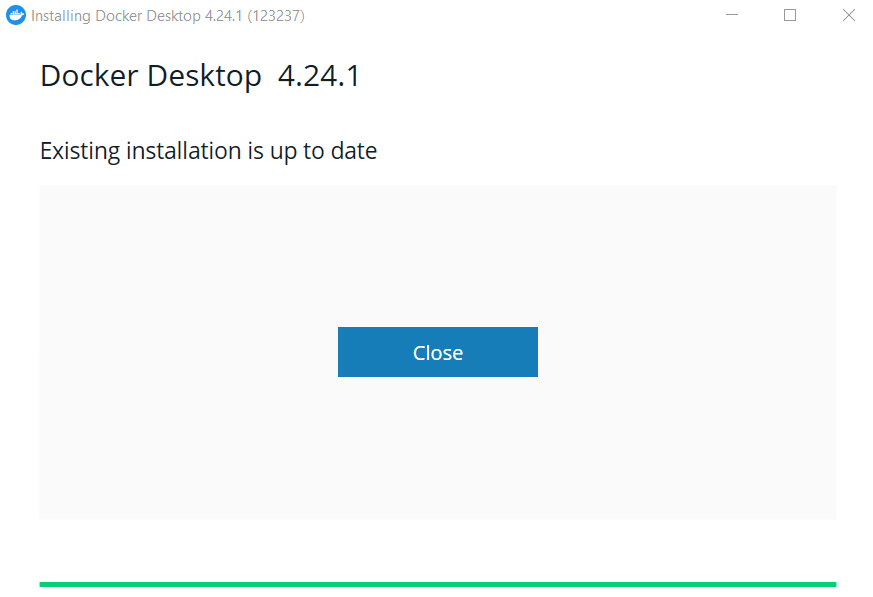 Installing Docker Desktop 4.24.1 (123237)
Docker Desktop 4.24.1
Existing installation is up to date
Close